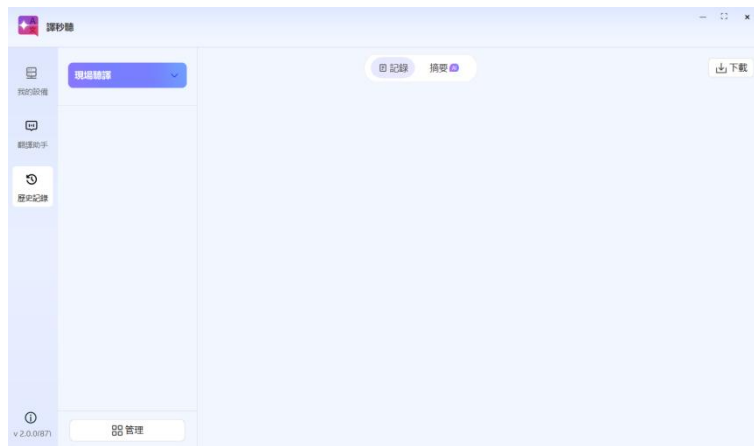 譯秒聽
我的設備
翻譯助手
歷史記錄
v 2.0.0(87)
現場聽譯
管理
記錄
摘要
下載